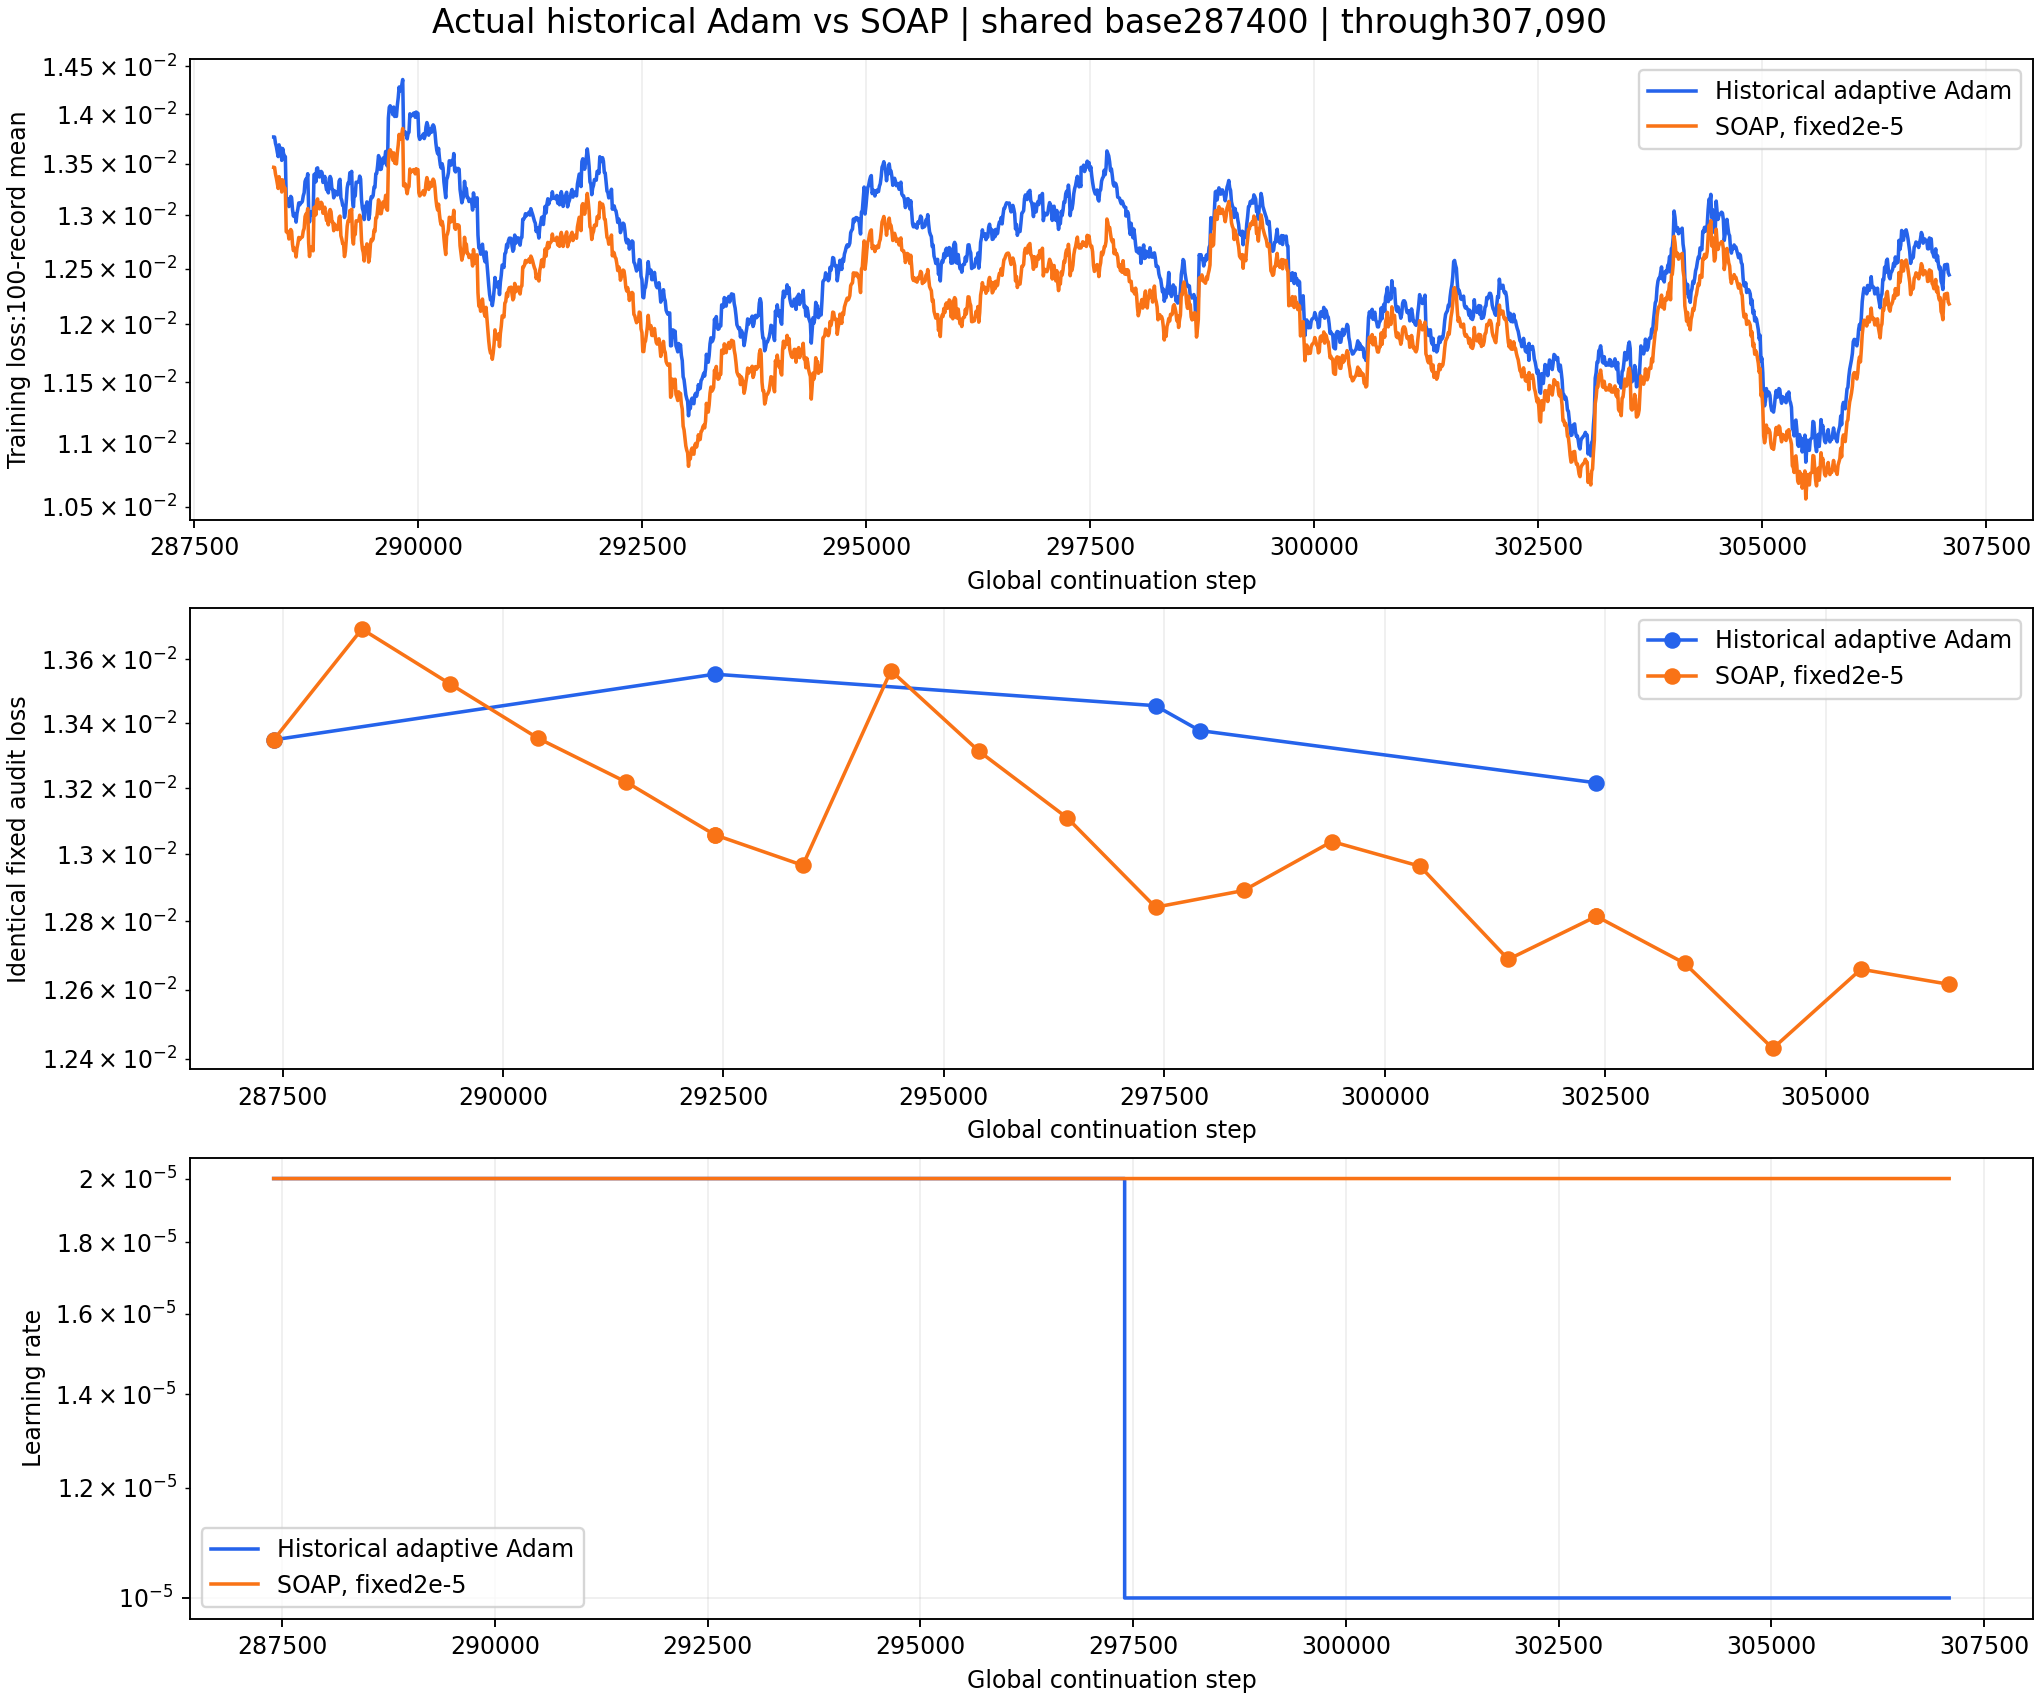 Actual historical Adam vs SOAP | shared base287400 | through307,090
Training loss:100-record mean
1.45 × 10⁻²
1.4 × 10⁻²
1.35 × 10⁻²
1.3 × 10⁻²
1.25 × 10⁻²
1.2 × 10⁻²
1.15 × 10⁻²
1.1 × 10⁻²
1.05 × 10⁻²
Historical adaptive Adam
SOAP, fixed2e-5
287500 290000 292500 295000 297500 300000 302500 305000 307500
Global continuation step
Identical fixed audit loss
1.36 × 10⁻²
1.34 × 10⁻²
1.32 × 10⁻²
1.3 × 10⁻²
1.28 × 10⁻²
1.26 × 10⁻²
1.24 × 10⁻²
Historical adaptive Adam
SOAP, fixed2e-5
287500 290000 292500 295000 297500 300000 302500 305000
Global continuation step
Learning rate
2 × 10⁻⁵
1.8 × 10⁻⁵
1.6 × 10⁻⁵
1.4 × 10⁻⁵
1.2 × 10⁻⁵
10⁻⁵
Historical adaptive Adam
SOAP, fixed2e-5
287500 290000 292500 295000 297500 300000 302500 305000 307500
Global continuation step